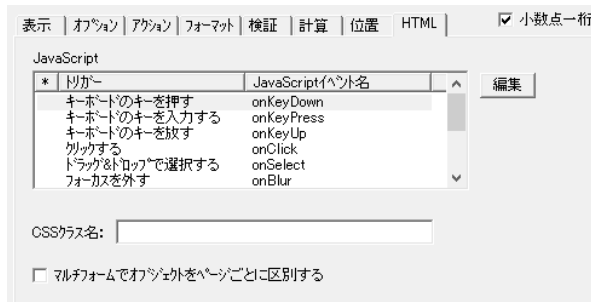 表示 オプション アクション フォーマット 検証 計算 位置 HTML 小数点一桁
JavaScript
* トリガー JavaScriptイベント名
キーボードのキーを押す onKeyDown
キーボードのキーを入力する onKeyPress
キーボードのキーを放す onKeyUp
クリックする onClick
ドラッグ&ドロップで選択する onSelect
フォーカスを外す onBlur
編集
CSSクラス名:
マルチフォームでオブジェクトをページごとに区別する